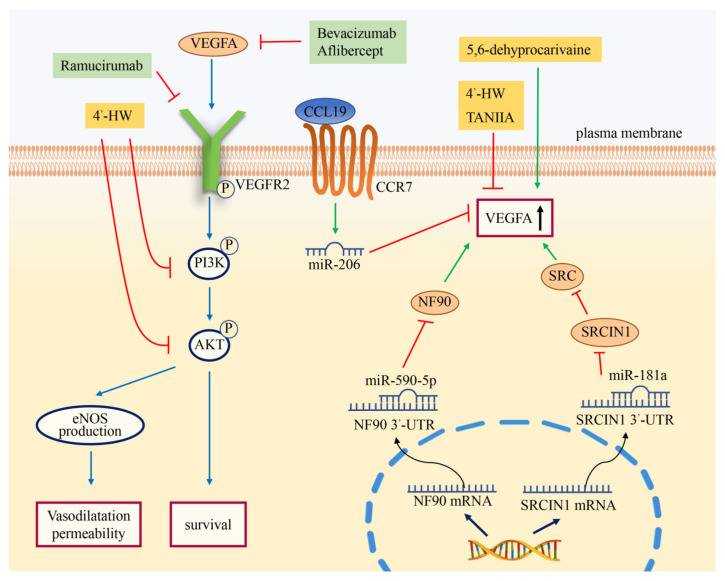 VEGFA
Bevacizumab
Aflibercept
5,6-dehyprocarivaine
Ramucirumab
4'-HW
CCL19
4'-HW
TANIIA
plasma membrane
P
VEGFR2
CCR7
VEGFA
P
PI3K
miR-206
SRC
NF90
P
AKT
SRCIN1
miR-590-5p
miR-181a
eNOS
production
NF90 3'-UTR
SRCIN1 3'-UTR
NF90 mRNA
SRCIN1 mRNA
Vasodilatation
permeability
survival